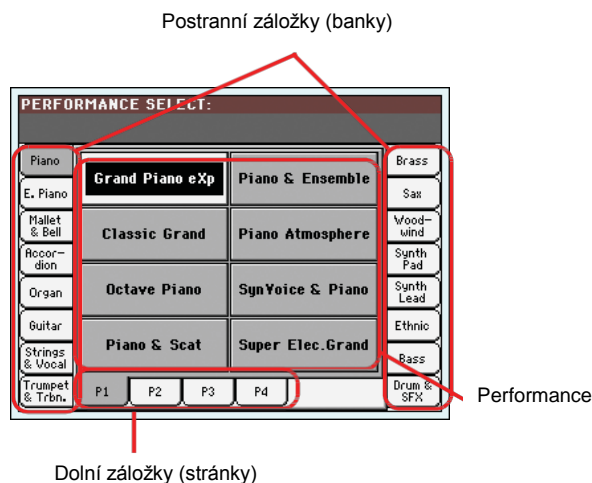 Postranní záložky (banky)
PERFORMANCE SELECT:
Piano
E. Piano
Mallet
& Bell
Accor-
dion
Organ
Guitar
Strings
& Vocal
Trumpet
& Trbn.
Grand Piano eXp
Piano & Ensemble
Classic Grand
Piano Atmosphere
Octave Piano
SynVoice & Piano
Piano & Scat
Super Elec.Grand
Brass
Sax
Wood-
wind
Synth
Pad
Synth
Lead
Ethnic
Bass
Drum &
SFX
P1
P2
P3
P4
Performance
Dolní záložky (stránky)